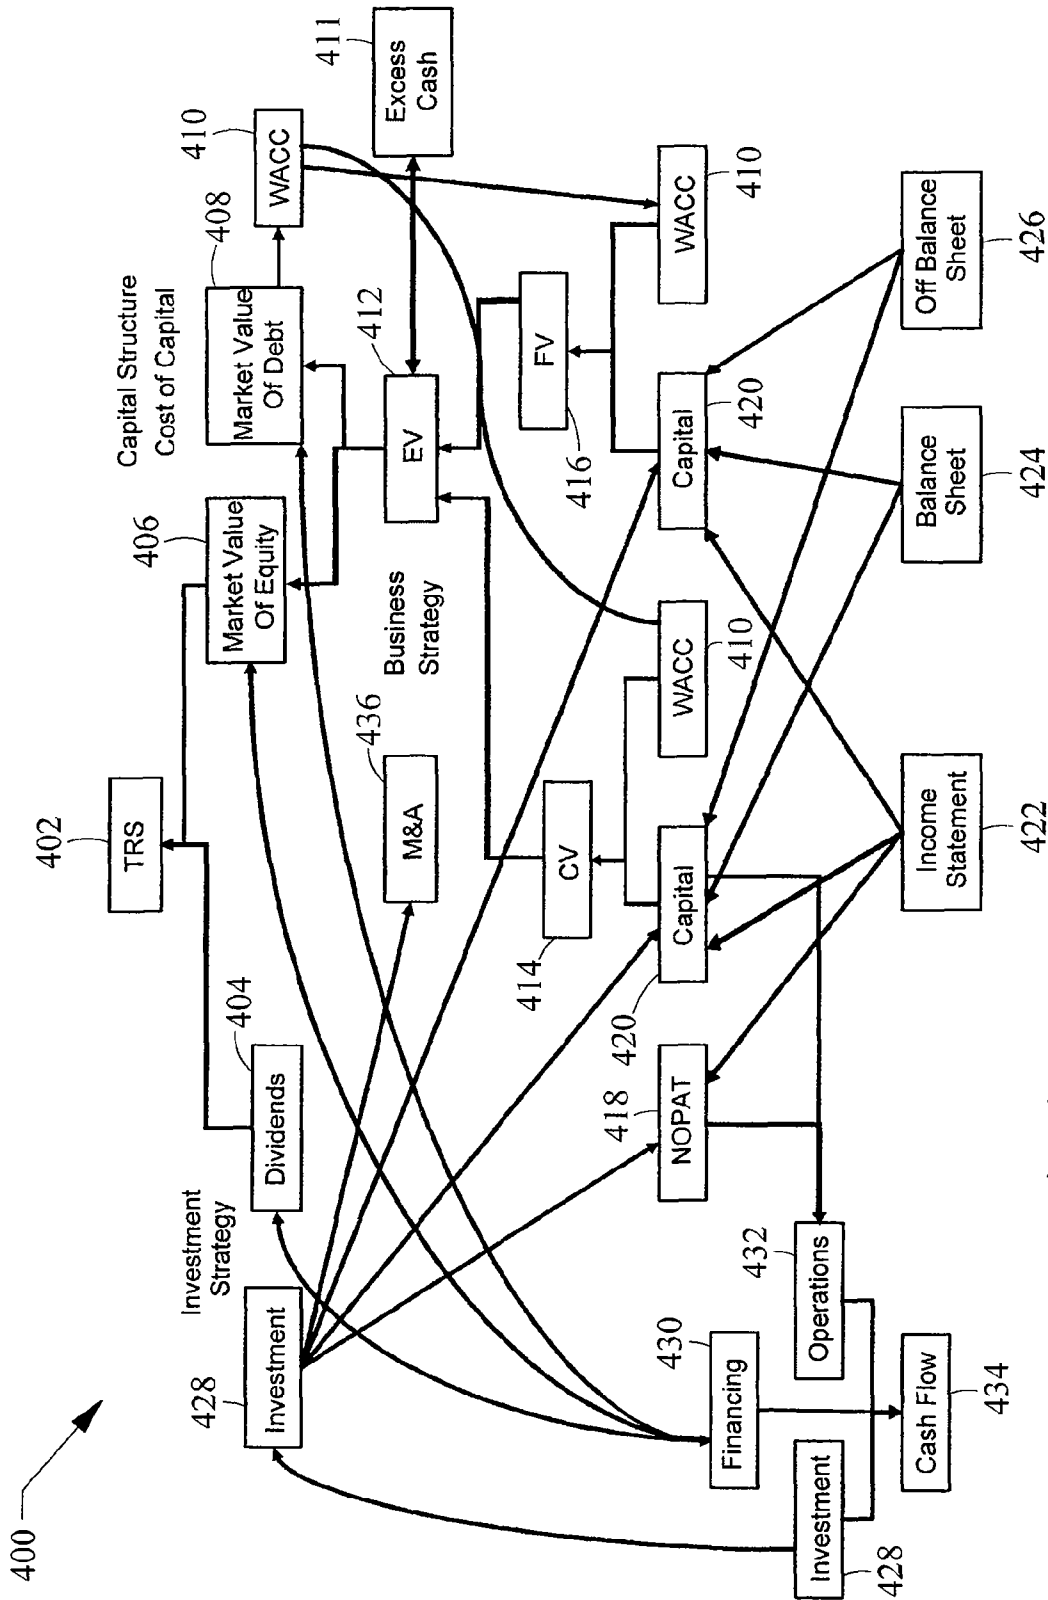 400
402
TRS
Investment
Strategy
404
Dividends
428
Investment
406
Market Value
Of Equity
Capital Structure
Cost of Capital
408
Market Value
Of Debt
410
WACC
436
M&A
Business
Strategy
412
EV
411
Excess
Cash
414
CV
416
FV
418
NOPAT
420
Capital
WACC
410
Capital
420
WACC
410
430
Financing
432
Operations
Investment
428
Cash Flow
434
Income
Statement
422
Balance
Sheet
424
Off Balance
Sheet
426